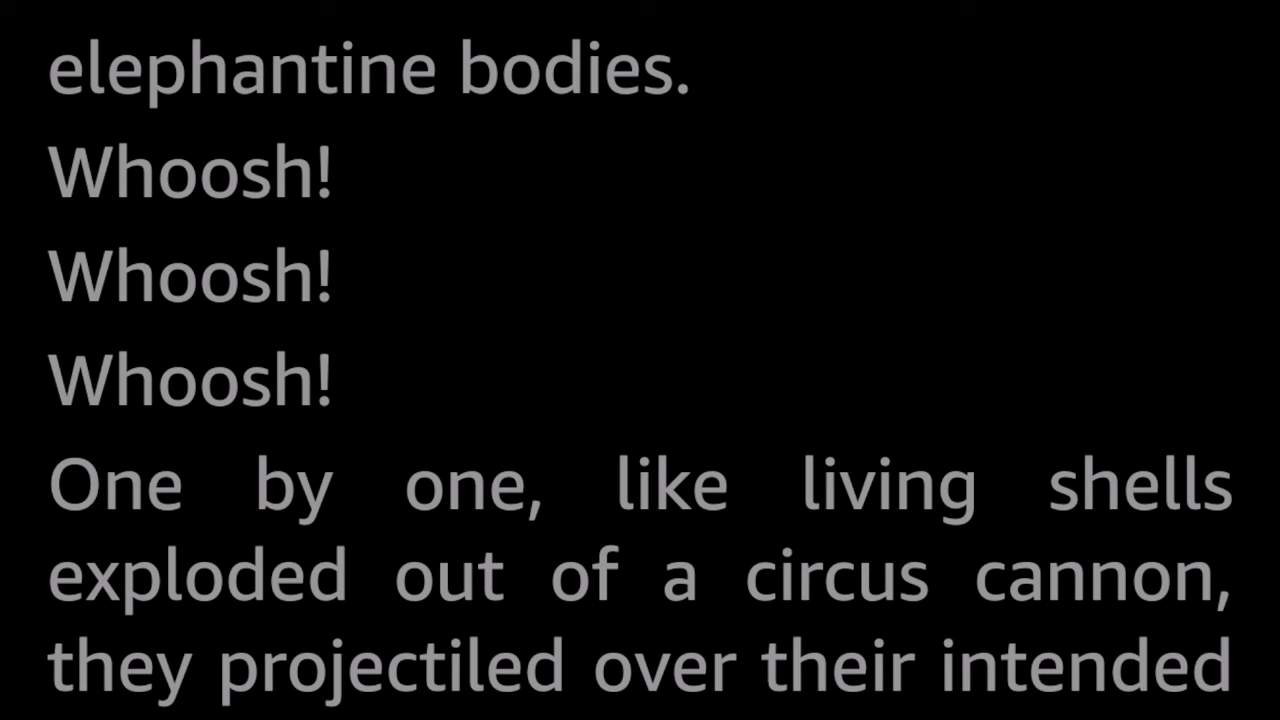 elephantine bodies.
Whoosh!
Whoosh!
Whoosh!
One by one, like living shells
exploded out of a circus cannon,
they projectiled over their intended